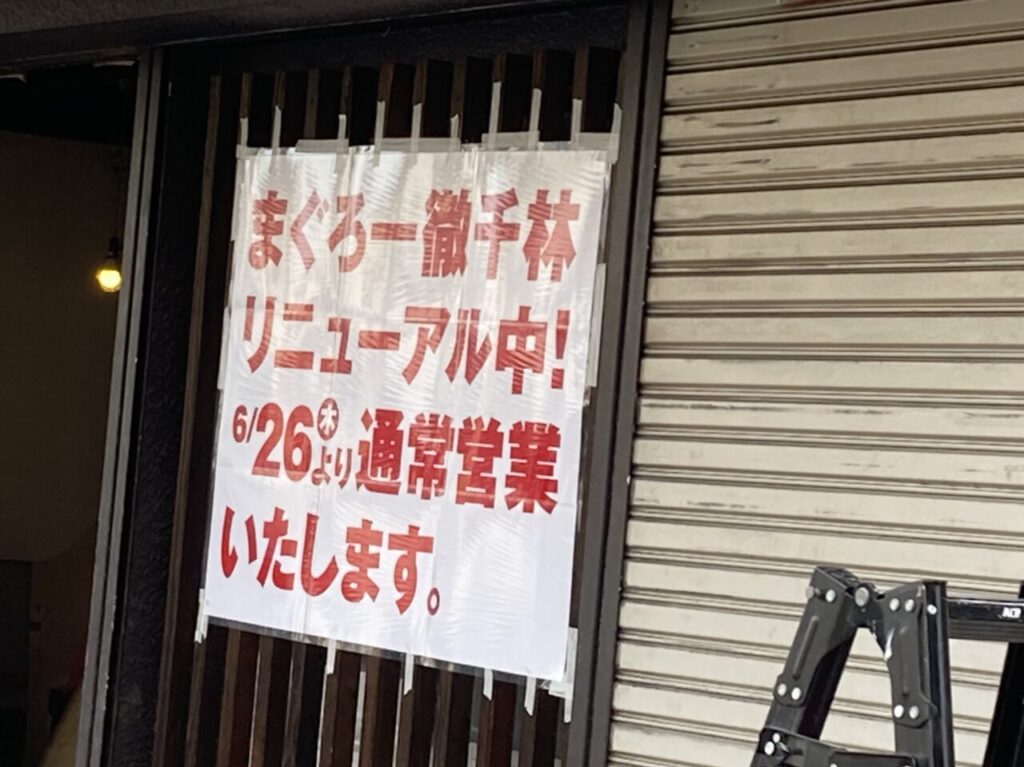 まぐろ一徹千林
リニューアル中!
6/26㊍より通常営業
いたします。